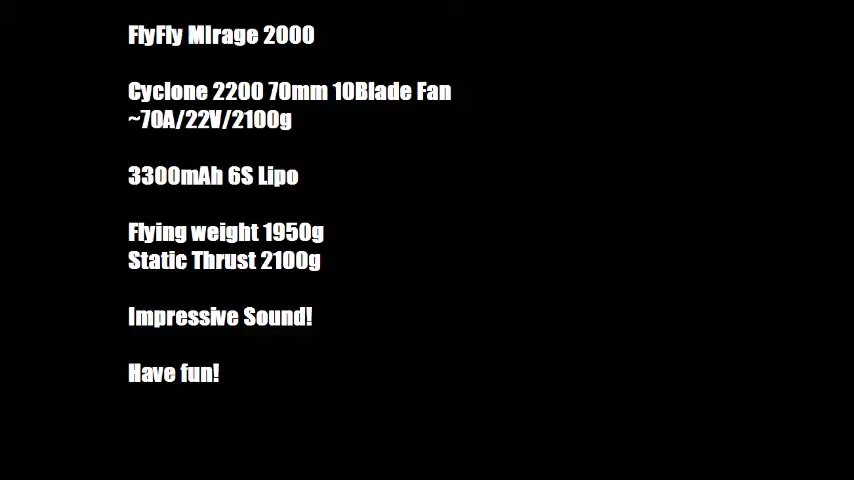 FlyFly MIrage 2000
Cyclone 2200 70mm 10Blade Fan
~70A/22V/2100g
3300mAh 6S Lipo
Flying weight 1950g
Static Thrust 2100g
Impressive Sound!
Have fun!